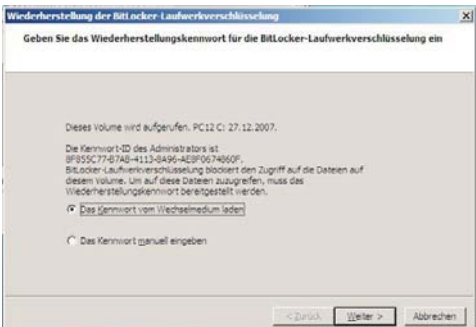 Wiederherstellung der BitLocker-Laufwerkverschlüsselung
Geben Sie das Wiederherstellungskennwort für die BitLocker-Laufwerkverschlüsselung ein
Dieses Volume wird aufgerufen. PC12 C: 27.12.2007.
Die Kennwort-ID des Administrators ist
8F855C77-B7AB-4113-8A96-AE8F0674860F.
BitLocker-Laufwerkverschlüsselung blockiert den Zugriff auf die Dateien auf
diesem Volume. Um auf diese Dateien zuzugreifen, muss das
Wiederherstellungskennwort bereitgestellt werden.
Das Kennwort vom Wechselmedium laden
Das Kennwort manuell eingeben
< Zurück
Weiter >
Abbrechen